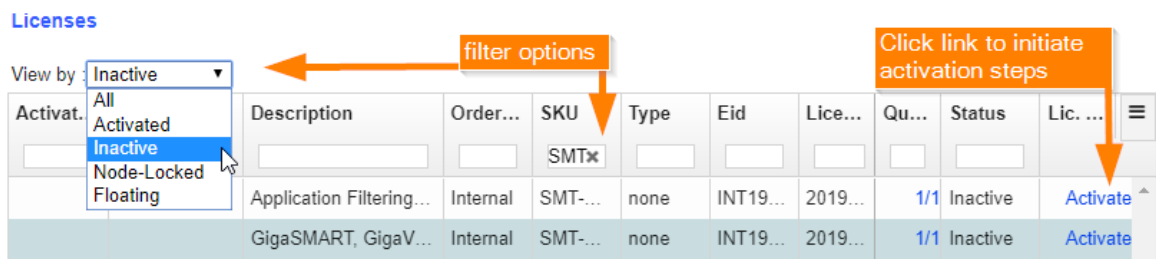 Licenses
filter options
Click link to initiate
activation steps
View by : Inactive
All
Activated
Inactive
Node-Locked
Floating
Activat... Description Order... SKU Type Eid Lice... Qu... Status Lic. ...
SMT
Application Filtering... Internal SMT-... none INT19... 2019... 1/1 Inactive Activate
GigaSMART, GigaV... Internal SMT-... none INT19... 2019... 1/1 Inactive Activate